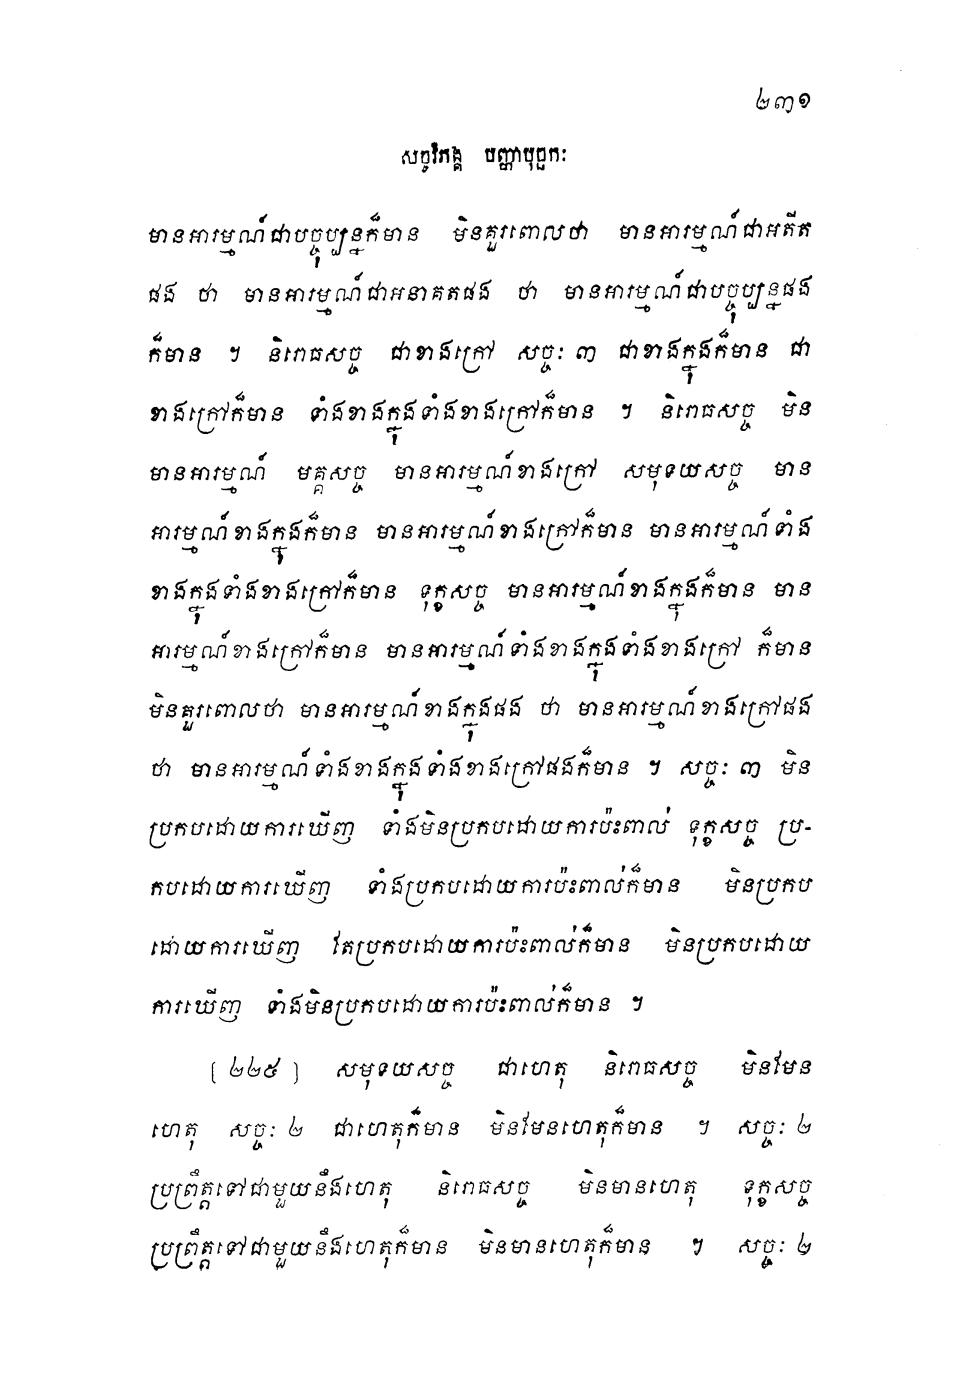 ២៣១
សច្ចវិភង្គ បញ្ហាបុច្ឆកៈ
មានអារម្មណ៍ជាបច្ចុប្បន្នក៏មាន មិនគួរពោលថា មានអារម្មណ៍ជាអតីត
ផង ថា មានអារម្មណ៍ជាអនាគតផង ថា មានអារម្មណ៍ជាបច្ចុប្បន្នផង
ក៏មាន ។ និរោធសច្ច ជាខាងក្រៅ សច្ចៈ ៣ ជាខាងក្នុងក៏មាន ជា
ខាងក្រៅក៏មាន ទាំងខាងក្នុងទាំងខាងក្រៅក៏មាន ។ និរោធសច្ច មិន
មានអារម្មណ៍ មគ្គសច្ច មានអារម្មណ៍ខាងក្រៅ សមុទយសច្ច មាន
អារម្មណ៍ខាងក្នុងក៏មាន មានអារម្មណ៍ខាងក្រៅក៏មាន មានអារម្មណ៍ទាំង
ខាងក្នុងទាំងខាងក្រៅក៏មាន ទុក្ខសច្ច មានអារម្មណ៍ខាងក្នុងក៏មាន មាន
អារម្មណ៍ខាងក្រៅក៏មាន មានអារម្មណ៍ទាំងខាងក្នុងទាំងខាងក្រៅ ក៏មាន
មិនគួរពោលថា មានអារម្មណ៍ខាងក្នុងផង ថា មានអារម្មណ៍ខាងក្រៅផង
ថា មានអារម្មណ៍ទាំងខាងក្នុងទាំងខាងក្រៅផងក៏មាន ។ សច្ចៈ ៣ មិន
ប្រកបដោយការឃើញ ទាំងមិនប្រកបដោយការប៉ះពាល់ ទុក្ខសច្ច ប្រ-
កបដោយការឃើញ ទាំងប្រកបដោយការប៉ះពាល់ក៏មាន មិនប្រកប
ដោយការឃើញ តែប្រកបដោយការប៉ះពាល់ក៏មាន មិនប្រកបដោយ
ការឃើញ ទាំងមិនប្រកបដោយការប៉ះពាល់ក៏មាន ។
[ ២២៥ ] សមុទយសច្ច ជាហេតុ និរោធសច្ច មិនមែន
ហេតុ សច្ចៈ ២ ជាហេតុក៏មាន មិនមែនហេតុក៏មាន ។ សច្ចៈ ២
ប្រព្រឹត្តទៅជាមួយនឹងហេតុ និរោធសច្ច មិនមានហេតុ ទុក្ខសច្ច
ប្រព្រឹត្តទៅជាមួយនឹងហេតុក៏មាន មិនមានហេតុក៏មាន ។ សច្ចៈ ២